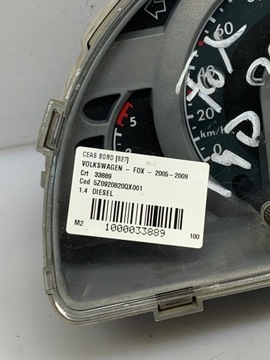 60
km/h
0
5
CEAS BORD [827]
VOLKSWAGEN - FOX - 2005-2009
Crt 33889
Cod 5Z0920820QX001
1.4 DIESEL
M2 1000033889 100